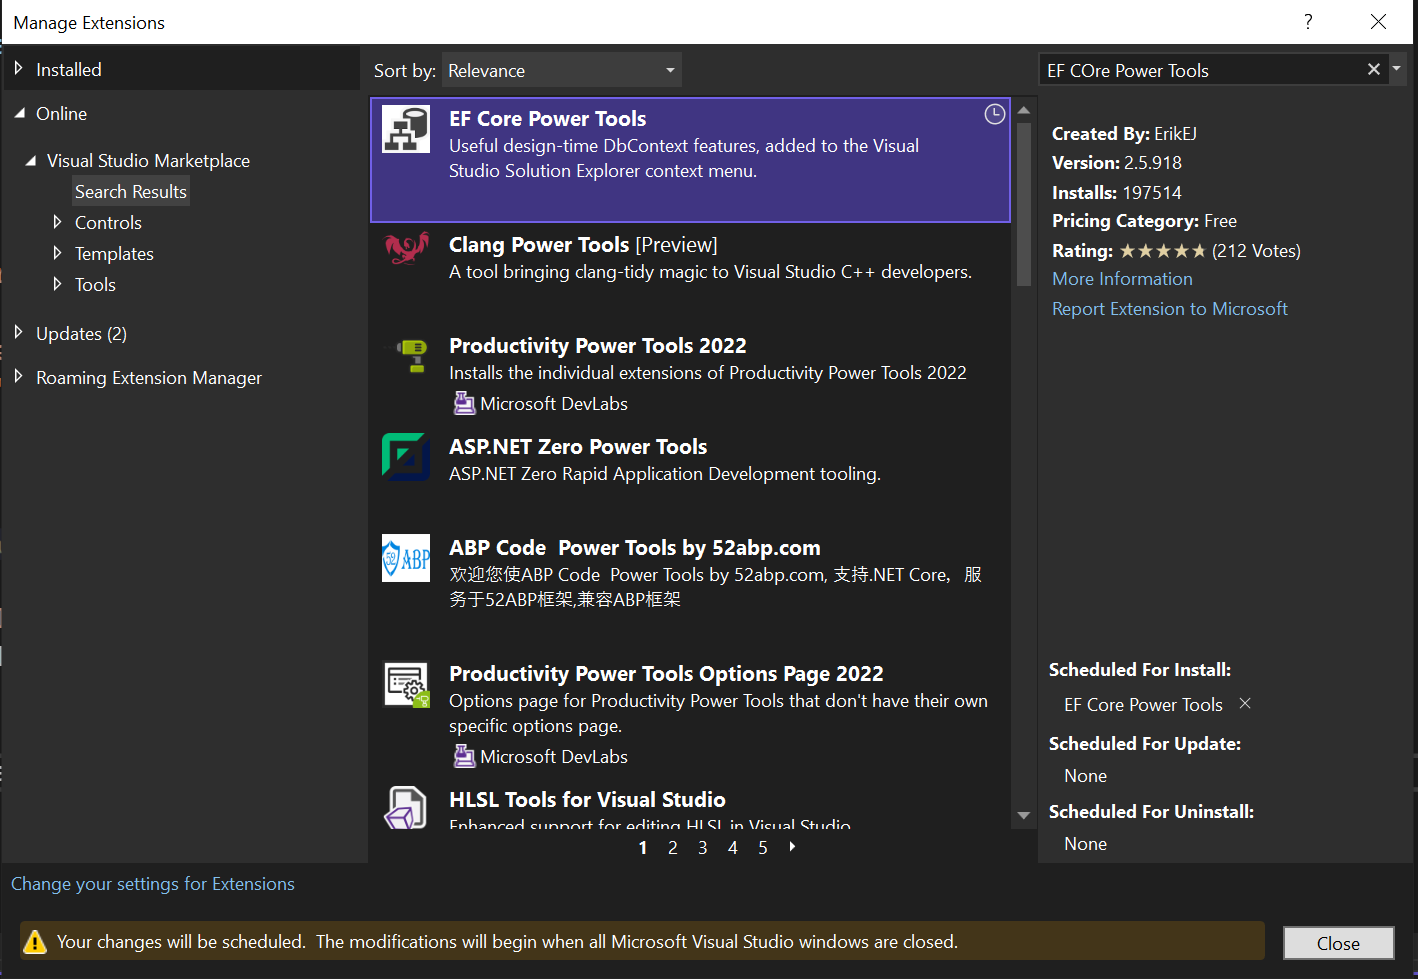 Manage Extensions
?
Installed
Online
Visual Studio Marketplace
Search Results
Controls
Templates
Tools
Updates (2)
Roaming Extension Manager
Sort by: Relevance
EF Core Power Tools
Useful design-time DbContext features, added to the Visual
Studio Solution Explorer context menu.
Clang Power Tools [Preview]
A tool bringing clang-tidy magic to Visual Studio C++ developers.
Productivity Power Tools 2022
Installs the individual extensions of Productivity Power Tools 2022
Microsoft DevLabs
ASP.NET Zero Power Tools
ASP.NET Zero Rapid Application Development tooling.
52 ABP
ABP Code  Power Tools by 52abp.com
欢迎您使ABP Code  Power Tools by 52abp.com, 支持.NET Core，服
务于52ABP框架,兼容ABP框架
Productivity Power Tools Options Page 2022
Options page for Productivity Power Tools that don't have their own
specific options page.
Microsoft DevLabs
HLSL Tools for Visual Studio
Enhanced support for editing HLSL in Visual Studio
1 2 3 4 5
EF COre Power Tools
Created By: ErikEJ
Version: 2.5.918
Installs: 197514
Pricing Category: Free
Rating: ★★★★★ (212 Votes)
More Information
Report Extension to Microsoft
Scheduled For Install:
EF Core Power Tools
Scheduled For Update:
None
Scheduled For Uninstall:
None
Change your settings for Extensions
Your changes will be scheduled.  The modifications will begin when all Microsoft Visual Studio windows are closed.
Close